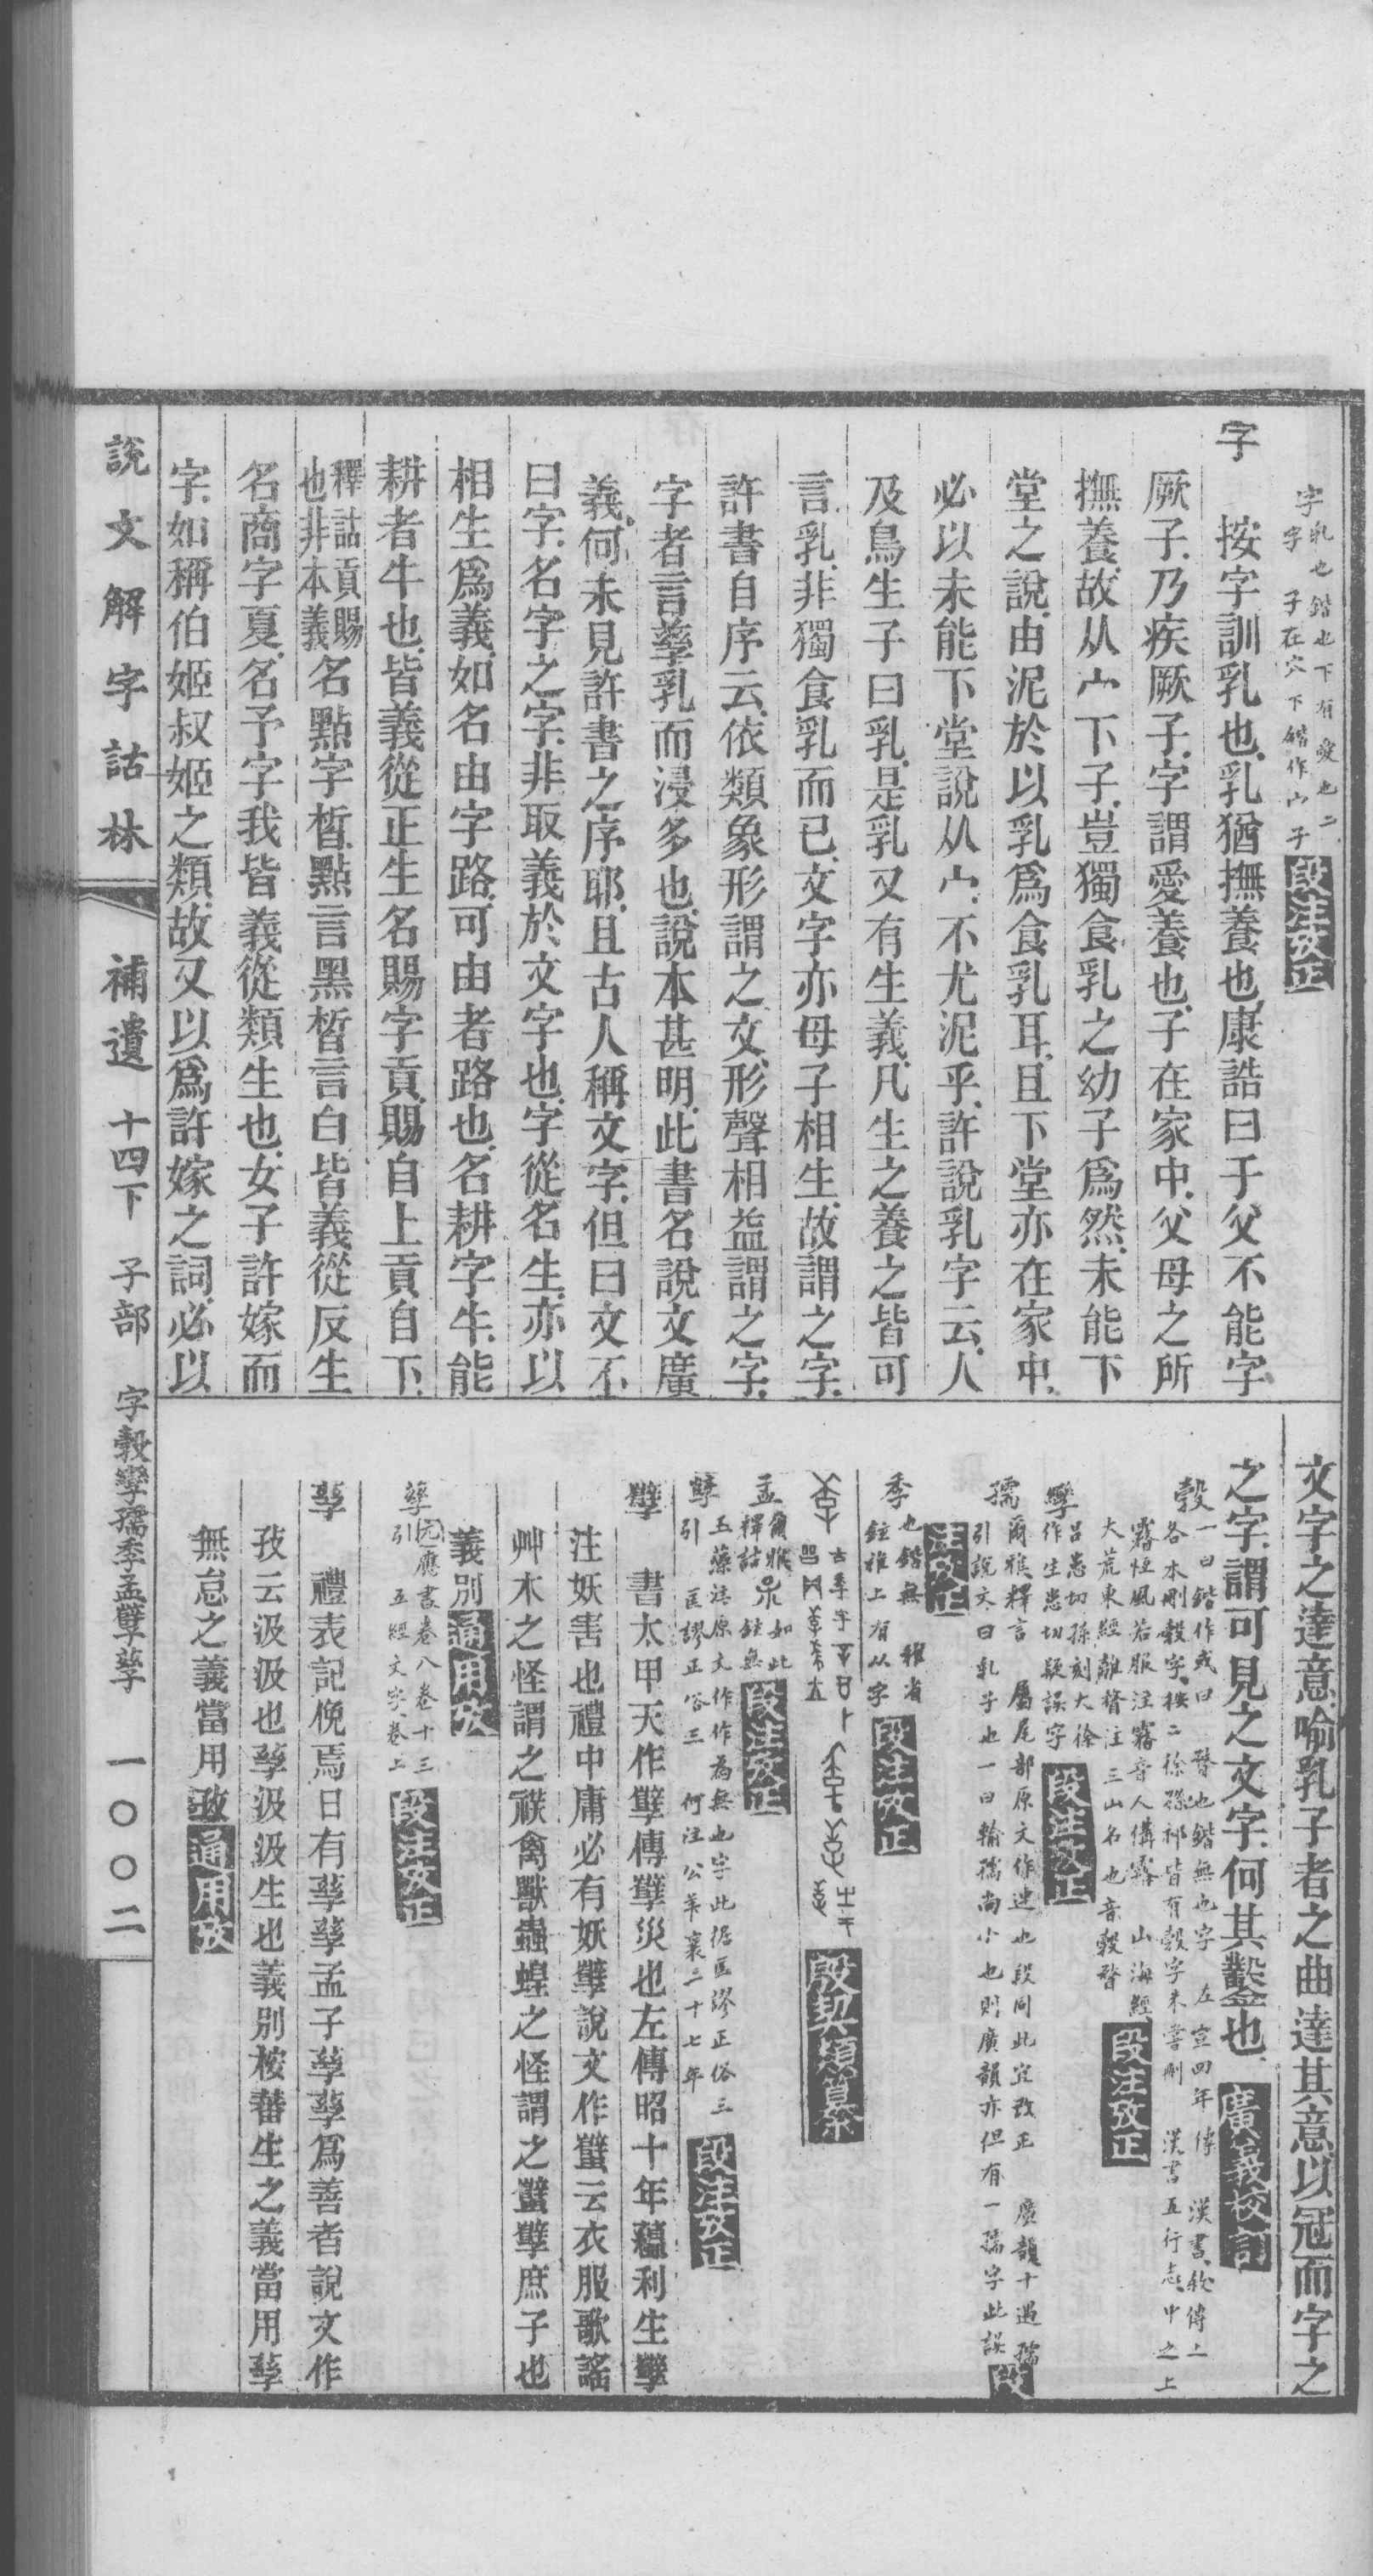 字乳也鍇也下有愛也二
字　子在穴下鍇作宀子　段注攷正
字　按字訓乳也乳猶撫養也康誥曰于父不能字
厥子乃疾厥子字謂愛養也子在家中父母之所
撫養故从宀下子豈獨食乳之幼子爲然未能下
堂之說由泥於以乳爲食乳耳且下堂亦在家中
必以未能下堂說从宀不尤泥乎許說乳字云人
及鳥生子曰乳是乳又有生義凡生之養之皆可
言乳非獨食乳而已文字亦母子相生故謂之字
許書自序云依類象形謂之文形聲相益謂之字
字者言孳乳而浸多也說本甚明此書名說文廣
義何未見許書之序耶且古人稱文字但曰文不
曰字名字之字非取義於文字也字從名生亦以
相生爲義如名由字路可由者路也名耕字牛能
耕者牛也皆義從正生名賜字貢賜自上貢自下
釋詁貢賜
也非本義
名點字皙點言黑皙言白皆義從反生
名商字夏名予字我皆義從類生也女子許嫁而
字如稱伯姬叔姬之類故又以爲許嫁之詞必以
文字之達意喻乳子者之曲達其意以冠而字之
之字謂可見之文字何其鑿也　廣義校訂
穀　一曰鍇作或曰　瞀也鍇無也字　左宣四年傳　漢書敘傳上
各本刪穀字按二徐孫祁皆有穀字未嘗刪　漢書五行志中之上
霧恆風若服注霧音人傋霿　山海經
大荒東經離瞀注三山名也音穀瞀　段注攷正
孿　呂患切孫刻大徐
作生患切疑誤字　段注攷正
孺　爾雅釋言　屬尾部原文作連也段同此宜改正　廣韻十遇孺
引說文曰乳子也一曰輸孺尚小也則廣韻亦但有一孺字此誤　段
注攷正
季　也鍇無　稚省
鉉稚上有从字　段注攷正
古季字
段契類纂
孟　爾雅　如此
釋詁　鉉無　段注攷正
孼　玉藻注原文作作為無也字此據匡謬正俗三
引　匡謬正俗三　何注公羊襄二十七年　段注攷正
孼　書太甲天作孼傳孼災也左傳昭十年蘊利生孼
注妖害也禮中庸必有妖孼說文作蠥云衣服歌謠
艸木之怪謂之禖禽獸蟲蝗之怪謂之蠥孼庶子也
義別　通用攷
孳　元應書卷八卷十三
引　五經文字卷上　段注攷正
孳　禮表記俛焉日有孳孳孟子孳孳爲善者說文作
孜云汲汲也孳汲汲生也義別桉蕃生之義當用孳
無怠之義當用孜　通用攷
說文解字詁林　補遺　十四下　子部　字穀孿孺季孟孼孳　一〇〇二